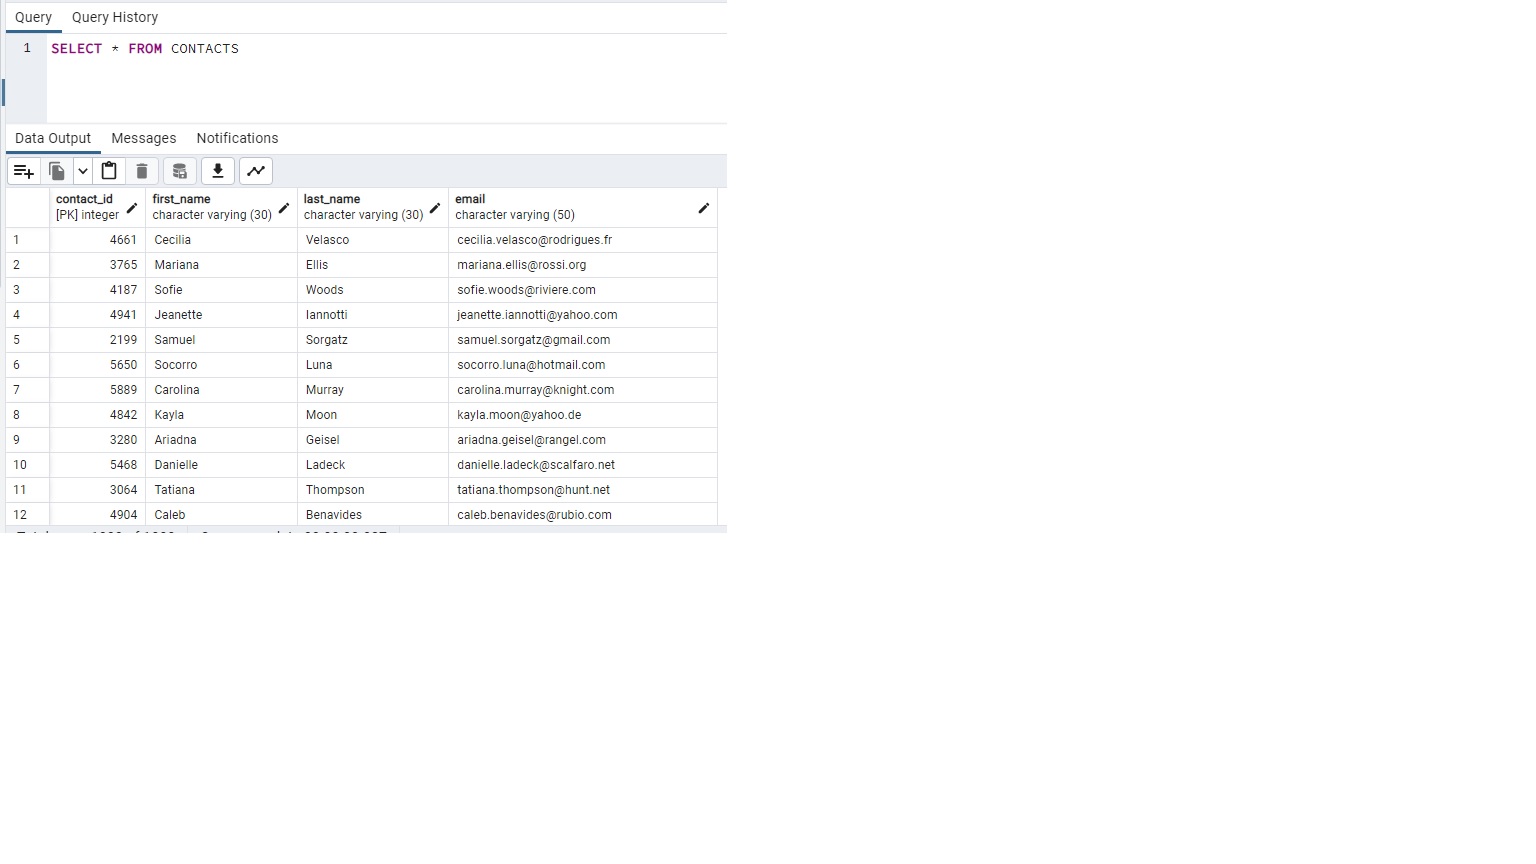 Query Query History
1 SELECT * FROM CONTACTS
Data Output Messages Notifications
contact_id first_name last_name email
[PK] integer character varying (30) character varying (30) character varying (50)
1 4661 Cecilia Velasco cecilia.velasco@rodrigues.fr
2 3765 Mariana Ellis mariana.ellis@rossi.org
3 4187 Sofie Woods sofie.woods@riviere.com
4 4941 Jeanette Iannotti jeanette.iannotti@yahoo.com
5 2199 Samuel Sorgatz samuel.sorgatz@gmail.com
6 5650 Socorro Luna socorro.luna@hotmail.com
7 5889 Carolina Murray carolina.murray@knight.com
8 4842 Kayla Moon kayla.moon@yahoo.de
9 3280 Ariadna Geisel ariadna.geisel@rangel.com
10 5468 Danielle Ladeck danielle.ladeck@scalfaro.net
11 3064 Tatiana Thompson tatiana.thompson@hunt.net
12 4904 Caleb Benavides caleb.benavides@rubio.com